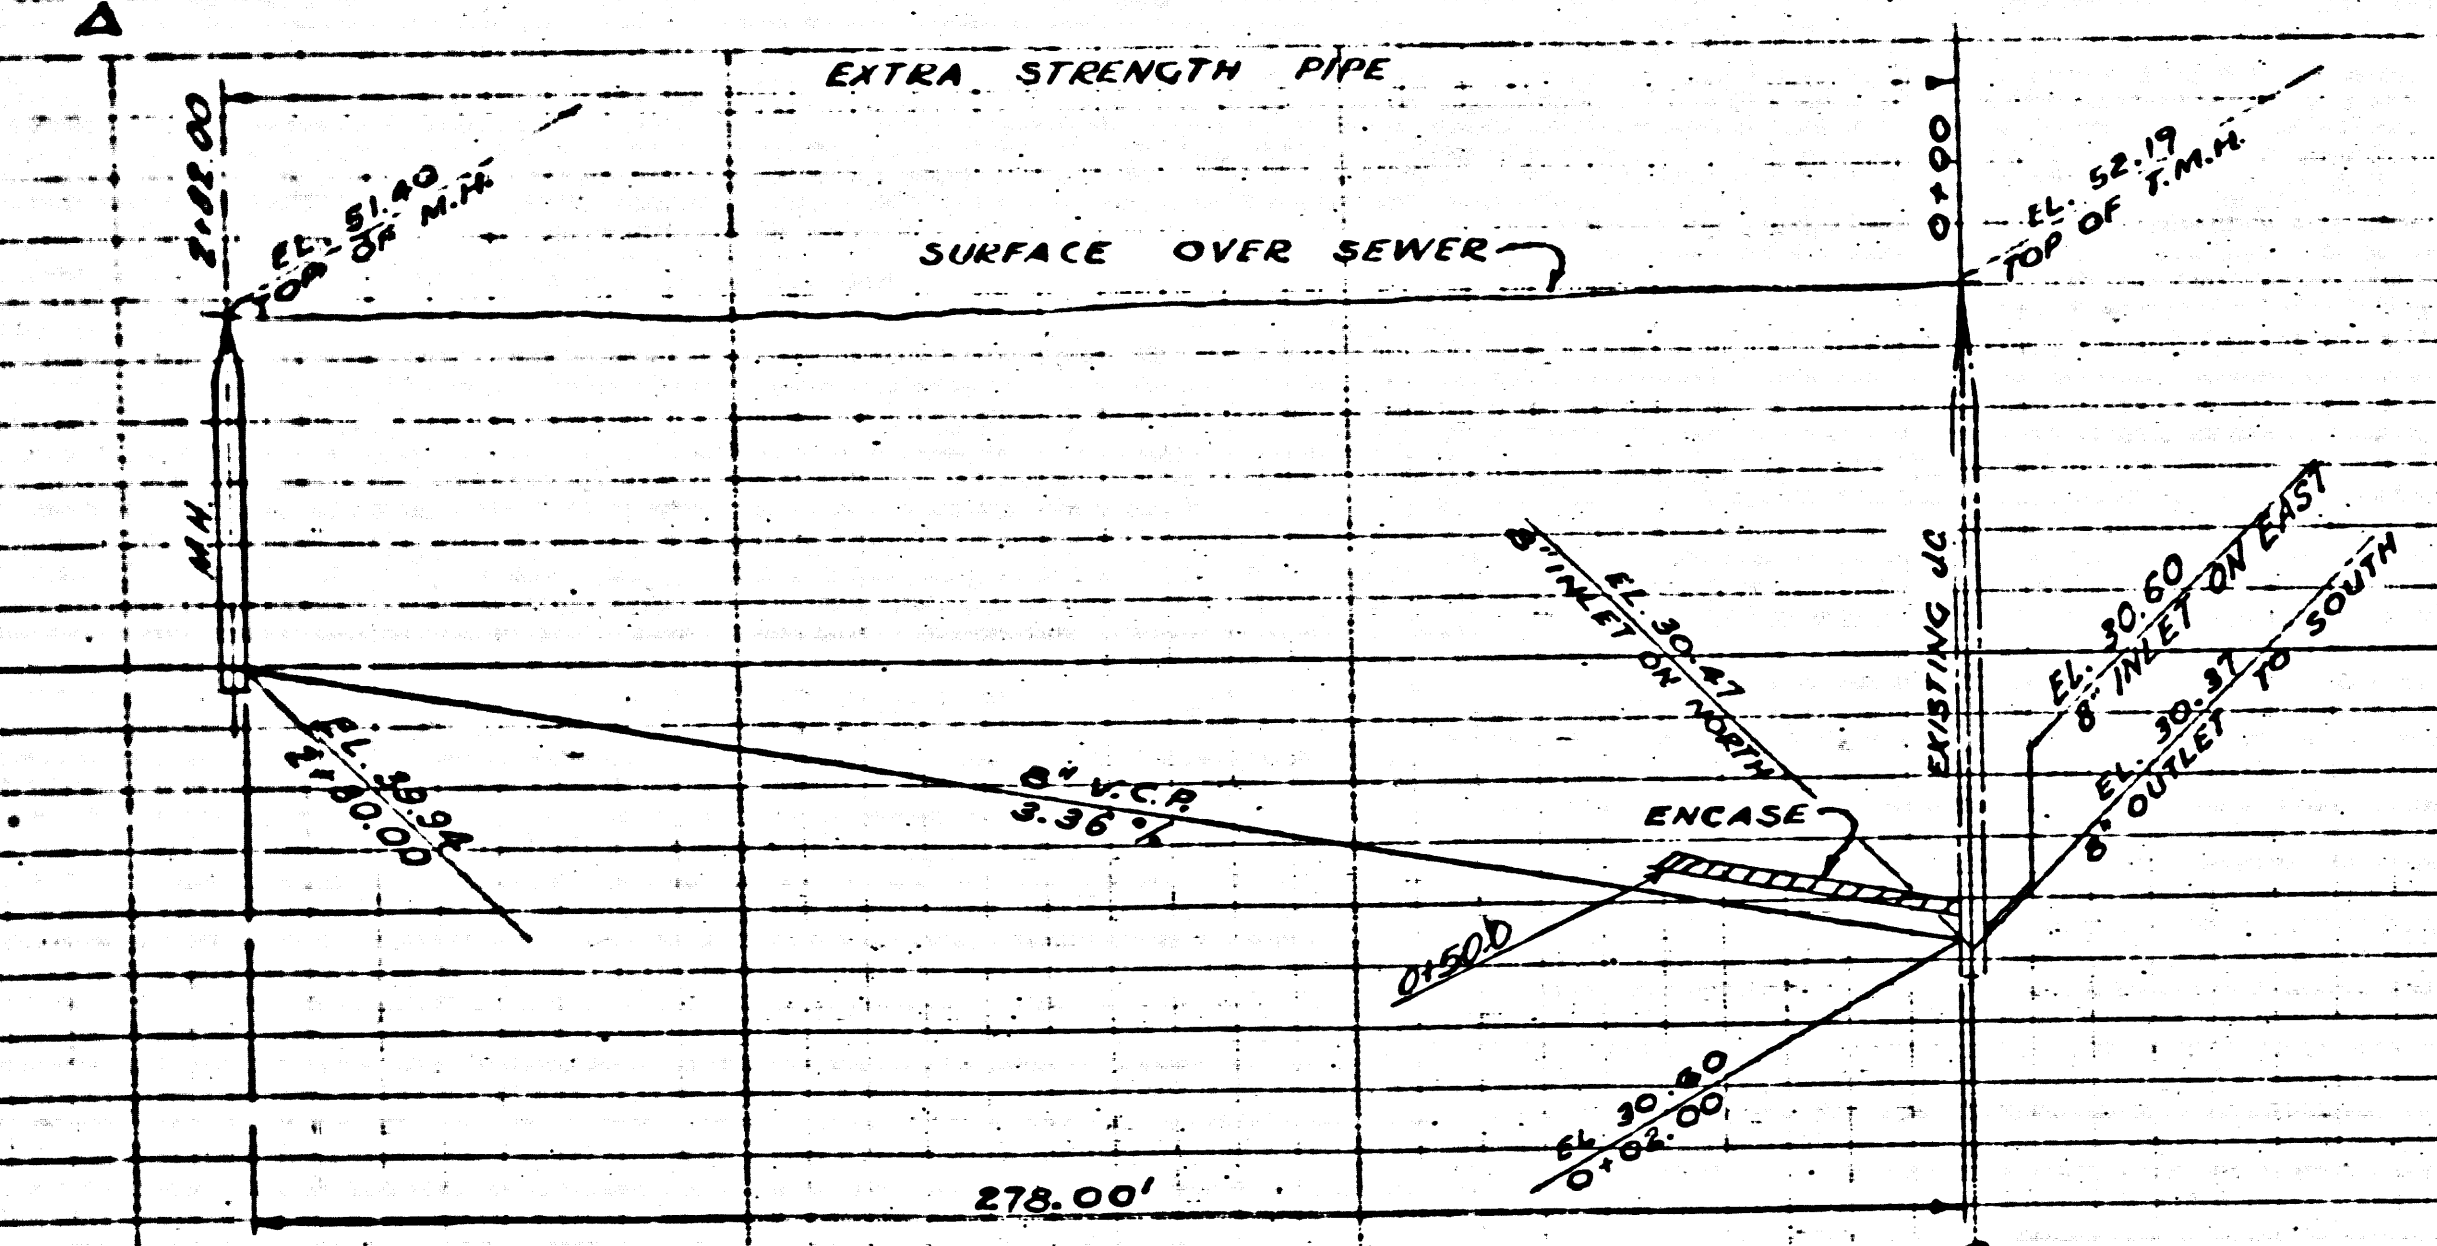 EXTRA STRENGTH PIPE
2+82.00
EL. 51.40
TOP OF M.H.
SURFACE OVER SEWER
0+00
EL. 52.19
TOP OF T.M.H.
M.H.
8" INLET ON NORTH
EL. 30.47
EXISTING JC
EL. 30.60
8" INLET ON EAST
EL. 30.37
8" OUTLET TO SOUTH
EL. 39.94
2+80.00
8" V.C.P.
3.36 %
ENCASE
0+50.0
EL 30.60
0+02.00
278.00'